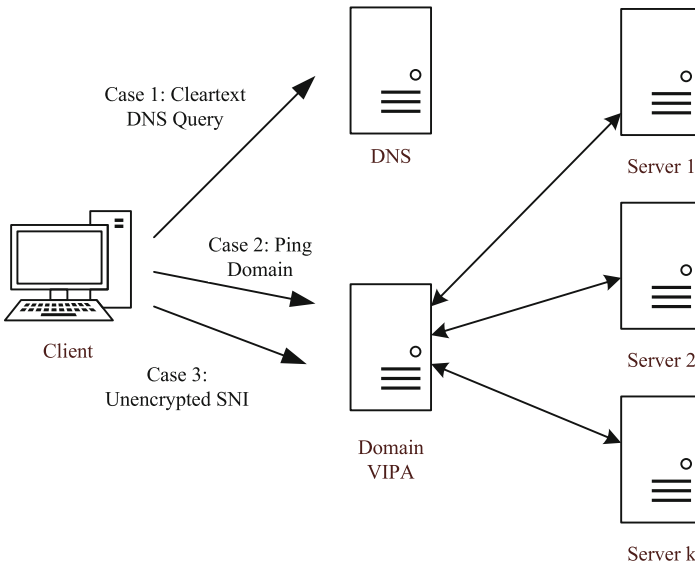 Case 1: Cleartext
DNS Query
DNS
Server 1
Case 2: Ping
Domain
Client
Case 3:
Unencrypted SNI
Server 2
Domain
VIPA
Server k